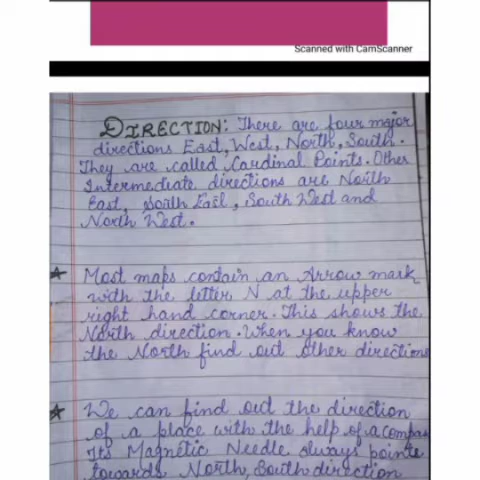 Scanned with CamScanner
DIRECTION: There are four major
directions East, West, North, South.
They are called Cardinal Points. Other
Intermediate directions are North
East, South East, South West and
North West.
★ Most maps contain an Arrow mark
with the letter N at the upper
right hand corner. This shows the
North direction. When you know
the North find out other directions
★ We can find out the direction
of a place with the help of a compas
Its Magnetic Needle always points
towards North, South direction